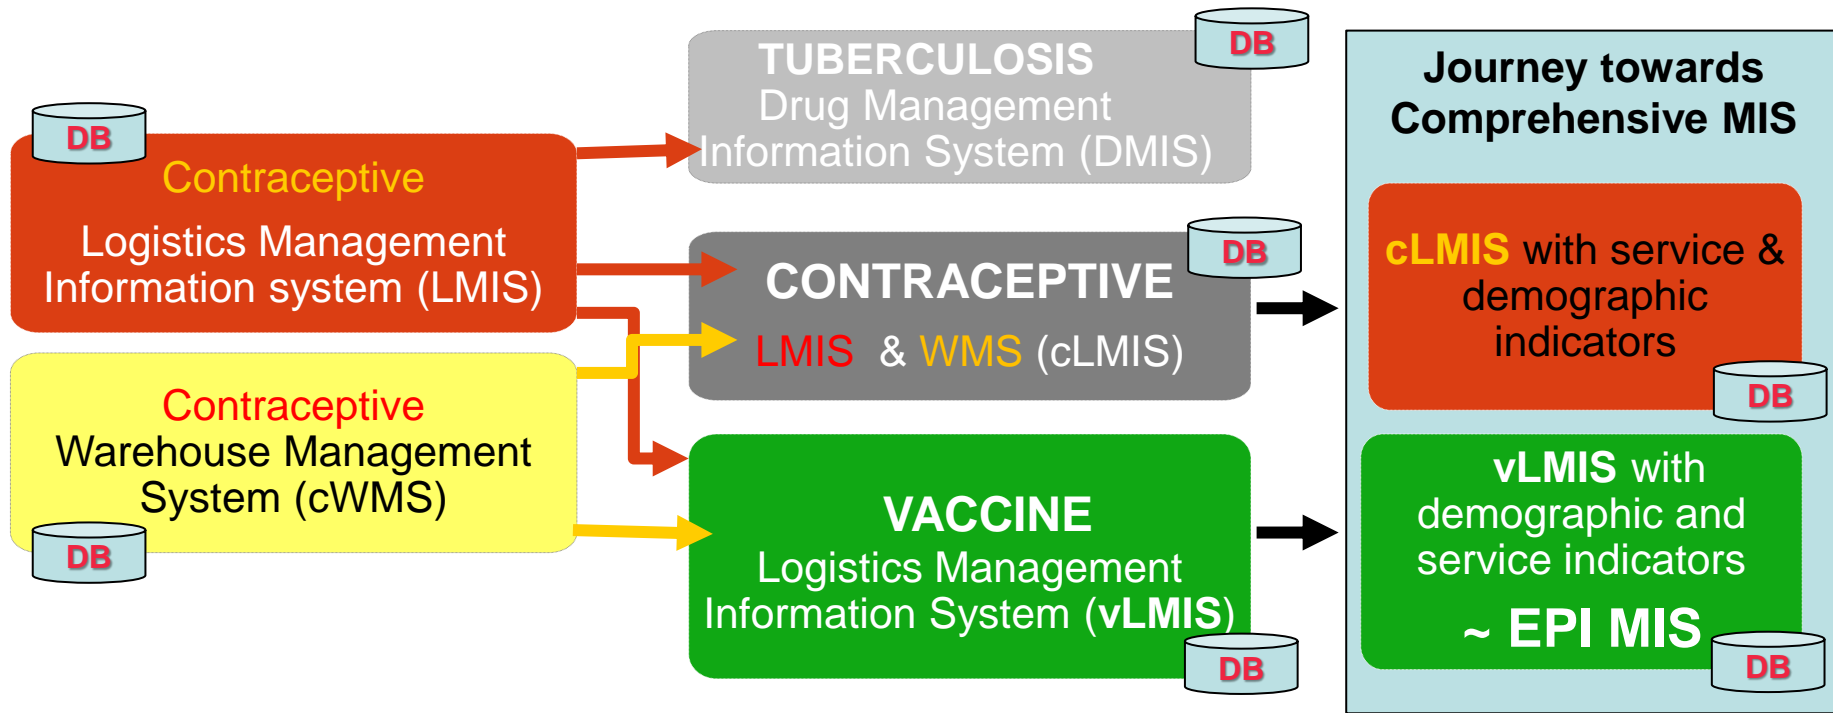 DB
Contraceptive
Logistics Management
Information system (LMIS)
Contraceptive
Warehouse Management
System (cWMS)
DB
DB
TUBERCULOSIS
Drug Management
Information System (DMIS)
DB
CONTRACEPTIVE
LMIS & WMS (cLMIS)
VACCINE
Logistics Management
Information System (vLMIS)
DB
Journey towards
Comprehensive MIS
cLMIS with service &
demographic
indicators
DB
vLMIS with
demographic and
service indicators
~ EPI MIS
DB